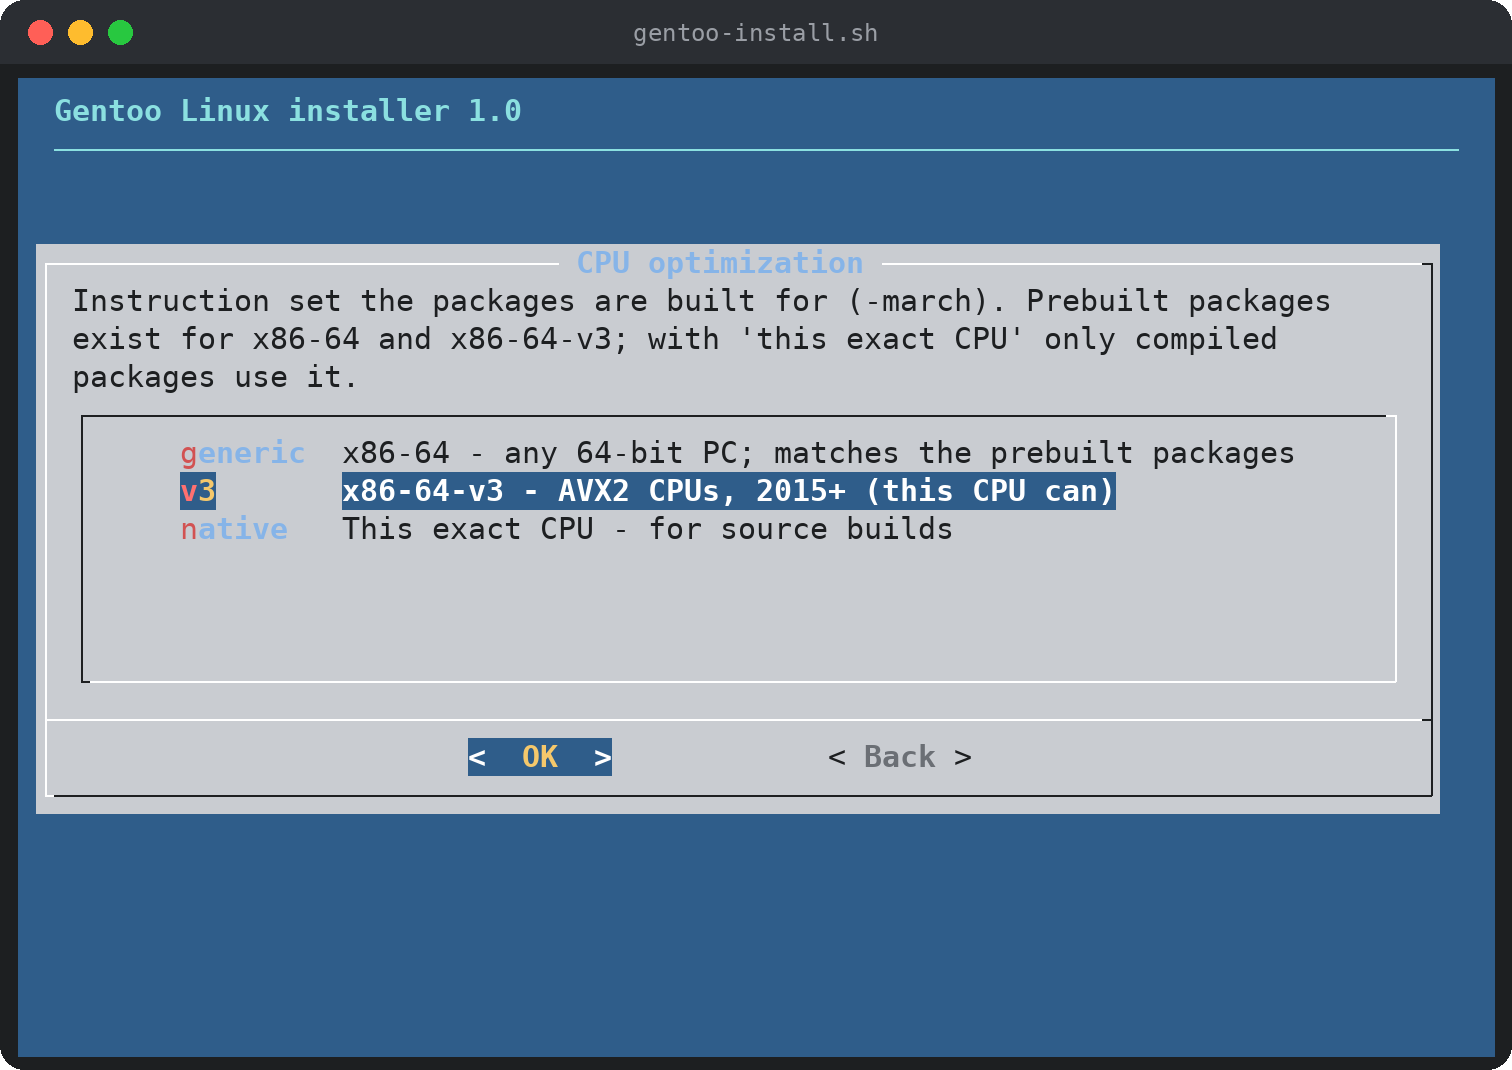 gentoo-install.sh
Gentoo Linux installer 1.0
CPU optimization
Instruction set the packages are built for (-march). Prebuilt packages
exist for x86-64 and x86-64-v3; with 'this exact CPU' only compiled
packages use it.
generic  x86-64 - any 64-bit PC; matches the prebuilt packages
v3       x86-64-v3 - AVX2 CPUs, 2015+ (this CPU can)
native   This exact CPU - for source builds
<  OK  >            < Back >